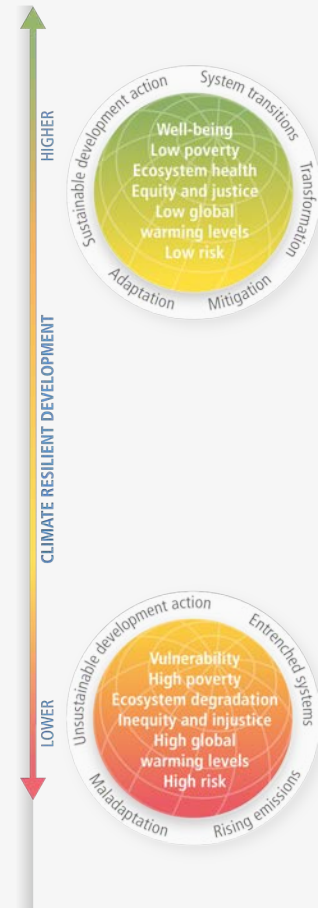 HIGHER
CLIMATE RESILIENT DEVELOPMENT
LOWER
Sustainable development action
System transitions
Transformation
Mitigation
Adaptation
Well-being
Low poverty
Ecosystem health
Equity and justice
Low global
warming levels
Low risk
Unsustainable development action
Entrenched systems
Rising emissions
Maladaptation
Vulnerability
High poverty
Ecosystem degradation
Inequity and injustice
High global
warming levels
High risk